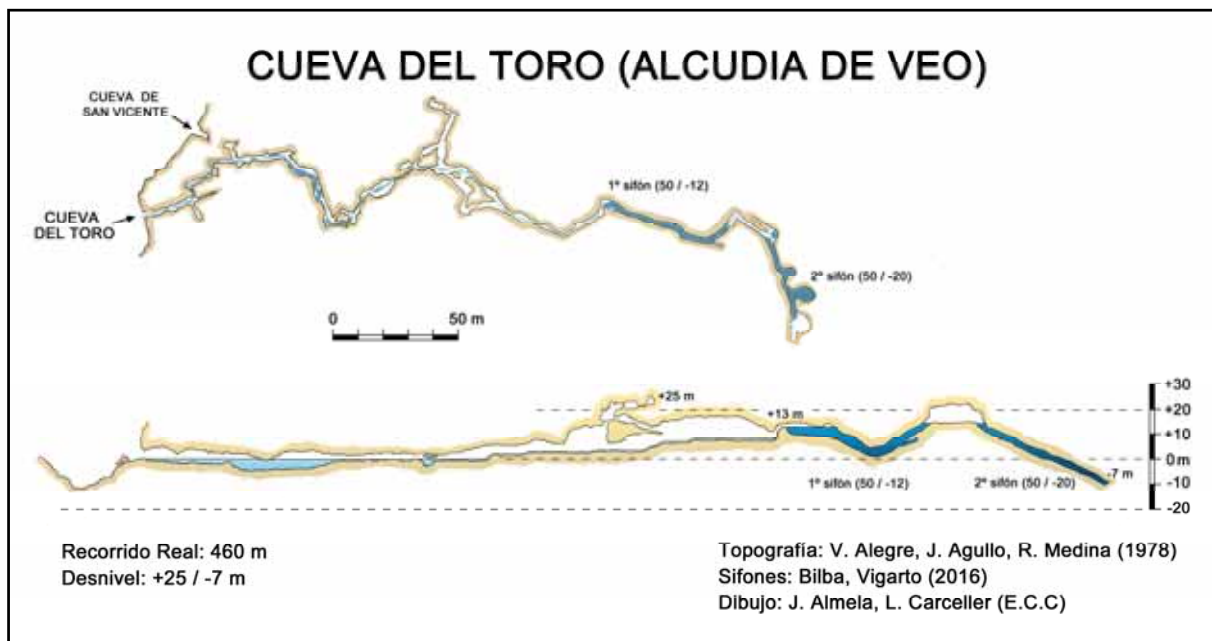 CUEVA DEL TORO (ALCUDIA DE VEO)
CUEVA DE
SAN VICENTE
CUEVA
DEL TORO
1º sifón (50 / -12)
2º sifón (50 / -20)
0 50 m
+25 m
+13 m
-7 m
1º sifón (50 / -12)
2º sifón (50 / -20)
+30
+20
+10
0 m
-10
-20
Recorrido Real: 460 m
Desnivel: +25 / -7 m
Topografía: V. Alegre, J. Agullo, R. Medina (1978)
Sifones: Bilba, Vigarto (2016)
Dibujo: J. Almela, L. Carceller (E.C.C)